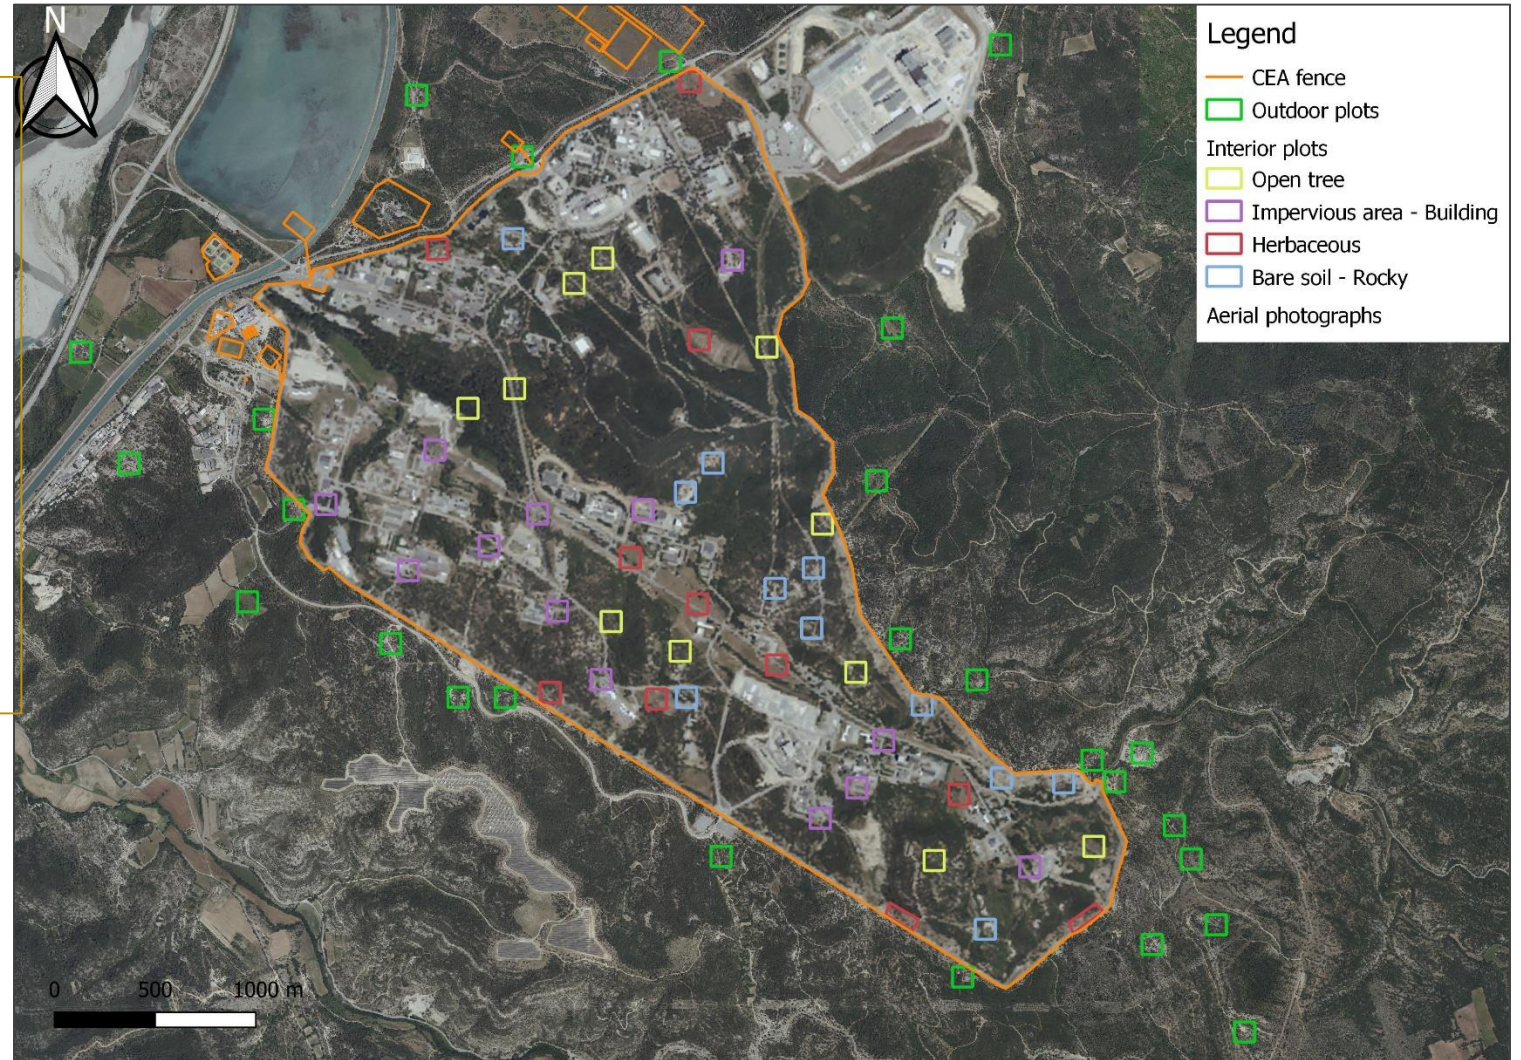 N
Legend
CEA fence
Outdoor plots
Interior plots
Open tree
Impervious area - Building
Herbaceous
Bare soil - Rocky
Aerial photographs
0 500 1000 m